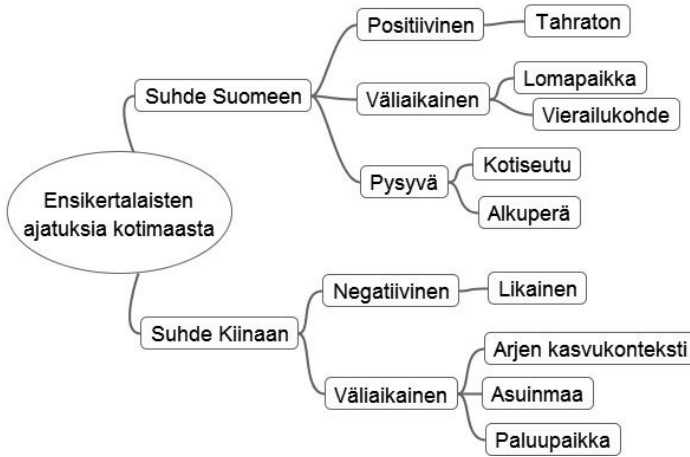 Ensikertalaisten
ajatuksia kotimaasta
Suhde Suomeen
Positiivinen
Tahraton
Väliaikainen
Lomapaikka
Vierailukohde
Pysyvä
Kotiseutu
Alkuperä
Suhde Kiinaan
Negatiivinen
Likainen
Väliaikainen
Arjen kasvukonteksti
Asuinmaa
Paluupaikka